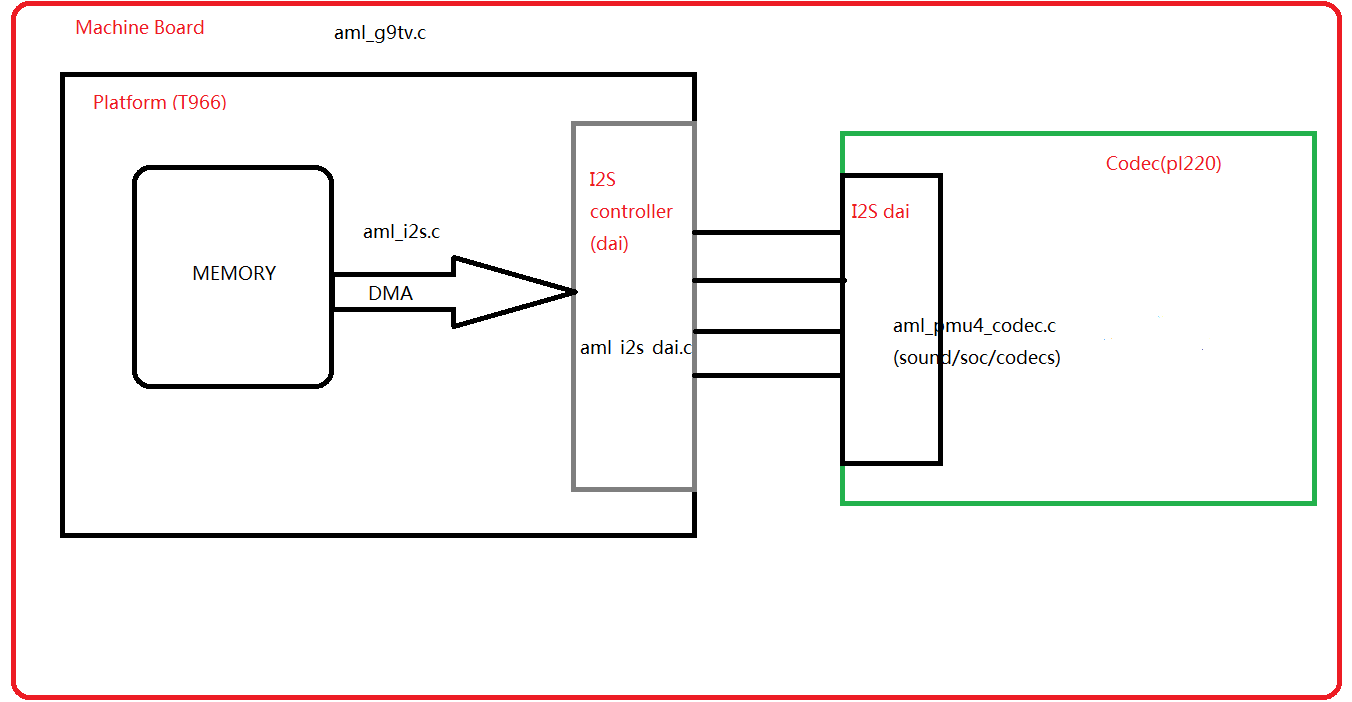 Machine Board
aml_g9tv.c
Platform (T966)
I2S
controller
(dai)
aml_i2s.c
MEMORY
DMA
aml_i2s_dai.c
Codec(pl220)
I2S dai
aml_pmu4_codec.c
(sound/soc/codecs)